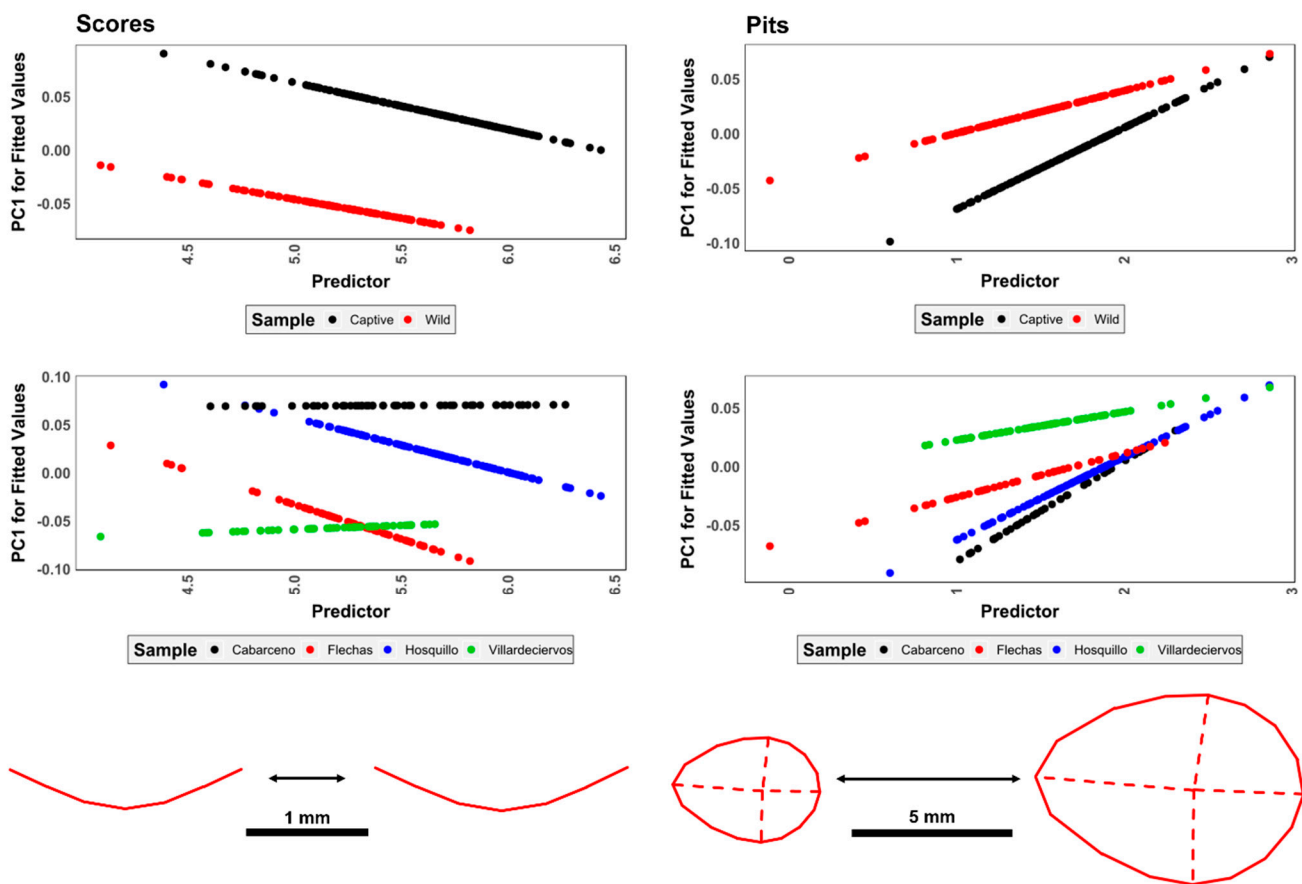 Scores
PC1 for Fitted Values
0.05
0.00
-0.05
4.5 5.0 5.5 6.0 6.5
Predictor
Sample Captive Wild
Pits
PC1 for Fitted Values
0.05
0.00
-0.05
-0.10
0 1 2 3
Predictor
Sample Captive Wild
PC1 for Fitted Values
0.10
0.05
0.00
-0.05
-0.10
4.5 5.0 5.5 6.0 6.5
Predictor
Sample Cabarceno Flechas Hosquillo Villardeciervos
PC1 for Fitted Values
0.05
0.00
-0.05
0 1 2 3
Predictor
Sample Cabarceno Flechas Hosquillo Villardeciervos
1 mm
5 mm